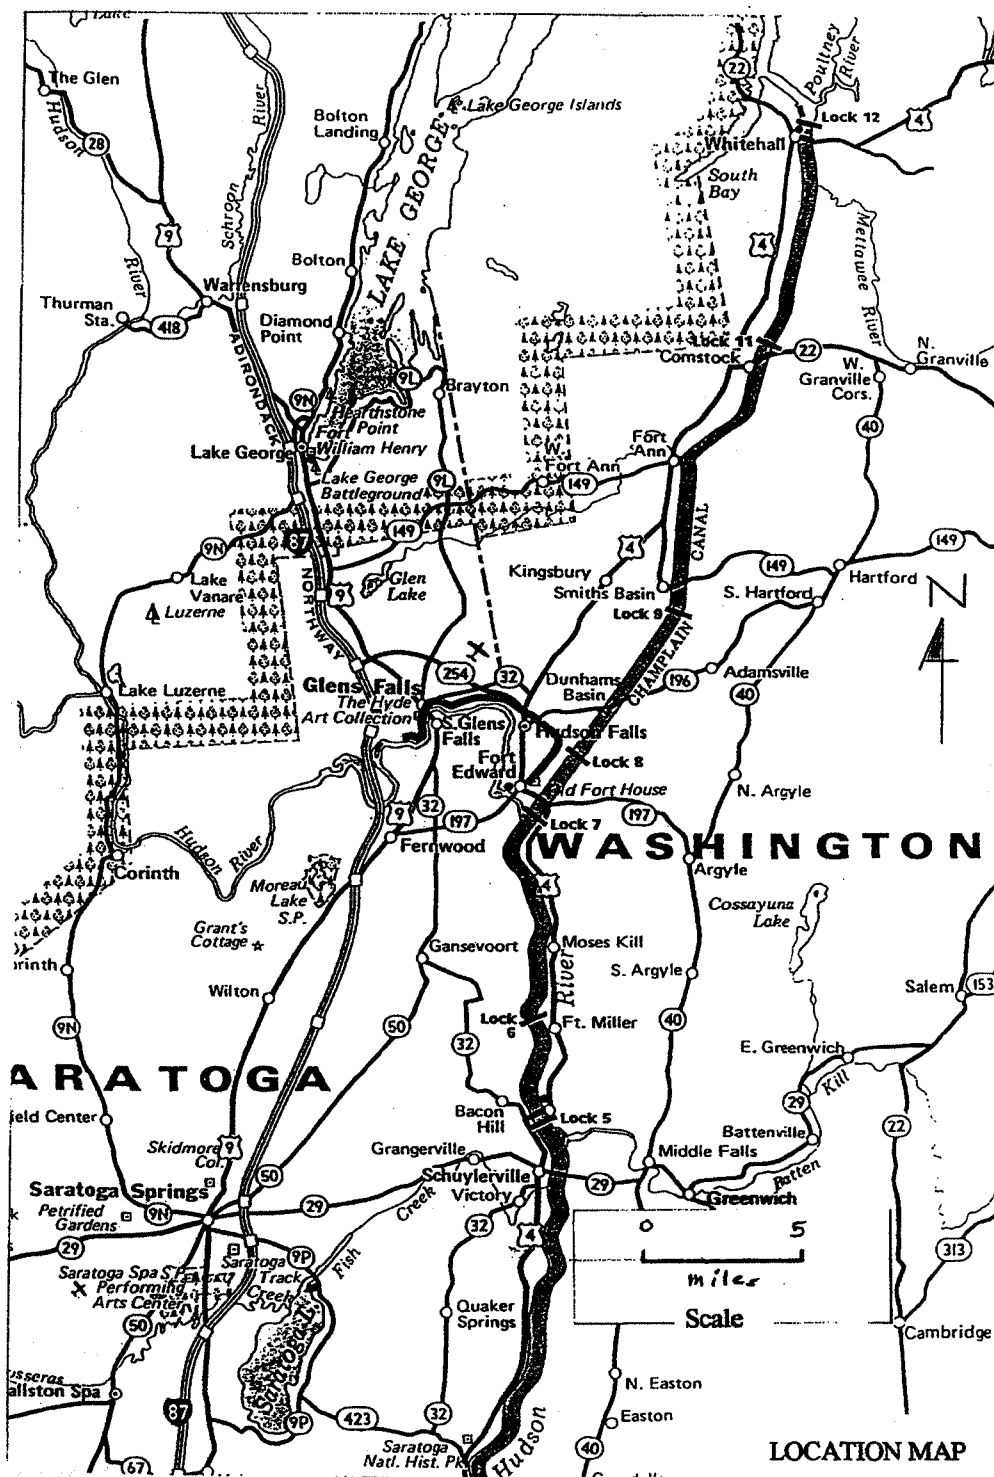 Lake
The Glen
Hudson
28
River
Schroon
River
9
Bolton
Landing
LAKE GEORGE
Lake George Islands
22
Poultney
River
Lock 12
4
Whitehall
South
Bay
4
Mettawee
River
Bolton
Warrensburg
Thurman
Sta.
418
Diamond
Point
ADIRONDACK
NORTHWAY
9N
9L
Brayton
Hearthstone
Point
Fort
William Henry
Lake George
Lake George
Battleground
9L
Lock 11
Comstock
22
N.
Granville
W.
Granville
Cors.
40
Fort
Ann
W.
Fort Ann
149
149
87
9N
Lake
Vanare
Luzerne
9
Glen
Lake
Kingsbury
4
CANAL
CHAMPLAIN
Smiths Basin
Lock 9
149
149
Hartford
S. Hartford
N
Adamsville
196
40
254
32
Dunhams
Basin
Lake Luzerne
Glens Falls
The Hyde
Art Collection
S. Glens
Falls
Hudson Falls
Fort
Edward
Lock 8
Old Fort House
N. Argyle
197
Lock 7
9
32
197
Fernwood
WASHINGTON
Argyle
Hudson
River
Corinth
Moreau
Lake
S.P.
Grant's
Cottage
4
Cossayuna
Lake
Gansevoort
Moses Kill
River
S. Argyle
Salem
153
rinth
Wilton
9N
50
32
Lock
6
Ft. Miller
40
E. Greenwich
Kill
ARATOGA
ield Center
Bacon
Hill
Lock 5
29
Battenville
22
Skidmore
Col.
9
Grangerville
Middle Falls
Batten
50
Saratoga Springs
Petrified
Gardens
9N
29
Schuylerville
Victory
29
Greenwich
Creek
Fish
32
4
29
9P
Saratoga
Track
Creek
Saratoga Spa S.P.
Performing
Arts Center
50
Saratoga L.
Quaker
Springs
0 5
miles
Scale
313
Cambridge
osseras
allston Spa
87
9P
423
32
Saratoga
Natl. Hist. Pk.
Hudson
N. Easton
Easton
40
67
LOCATION MAP